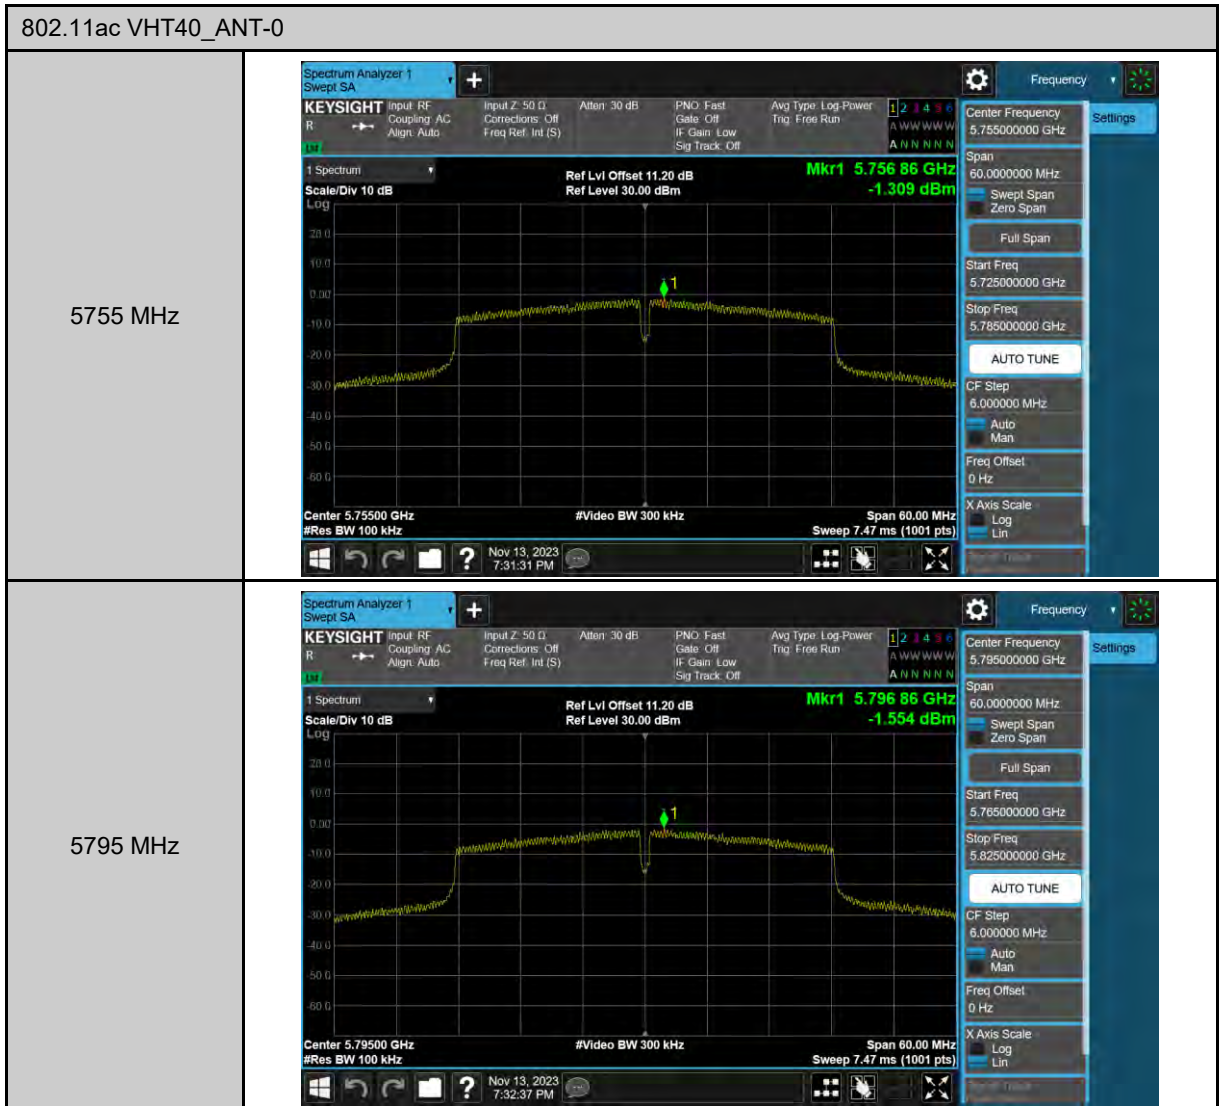 802.11ac VHT40_ANT-0
5755 MHz
Spectrum Analyzer 1
Swept SA
+
Frequency
KEYSIGHT
R
Input: RF
Coupling: AC
Align: Auto
Input Z: 50 Ω
Corrections: Off
Freq Ref: Int (S)
Atten: 30 dB
PNO: Fast
Gate: Off
IF Gain: Low
Sig Track: Off
Avg Type: Log-Power
Trig: Free Run
1 2 3 4 5 6
A W W W W W
A N N N N N
Settings
1 Spectrum
Scale/Div 10 dB
Ref Lvl Offset 11.20 dB
Ref Level 30.00 dBm
Mkr1 5.756 86 GHz
-1.309 dBm
Log
20.0
10.0
0.00
-10.0
-20.0
-30.0
-40.0
-50.0
-60.0
1
Center 5.75500 GHz
#Res BW 100 kHz
#Video BW 300 kHz
Span 60.00 MHz
Sweep 7.47 ms (1001 pts)
Center Frequency
5.755000000 GHz
Span
60.0000000 MHz
Swept Span
Zero Span
Full Span
Start Freq
5.725000000 GHz
Stop Freq
5.785000000 GHz
AUTO TUNE
CF Step
6.000000 MHz
Auto
Man
Freq Offset
0 Hz
X Axis Scale
Log
Lin
?
Nov 13, 2023
7:31:31 PM
5795 MHz
Spectrum Analyzer 1
Swept SA
+
Frequency
KEYSIGHT
R
Input: RF
Coupling: AC
Align: Auto
Input Z: 50 Ω
Corrections: Off
Freq Ref: Int (S)
Atten: 30 dB
PNO: Fast
Gate: Off
IF Gain: Low
Sig Track: Off
Avg Type: Log-Power
Trig: Free Run
1 2 3 4 5 6
A W W W W W
A N N N N N
Settings
1 Spectrum
Scale/Div 10 dB
Ref Lvl Offset 11.20 dB
Ref Level 30.00 dBm
Mkr1 5.796 86 GHz
-1.554 dBm
Log
20.0
10.0
0.00
-10.0
-20.0
-30.0
-40.0
-50.0
-60.0
1
Center 5.79500 GHz
#Res BW 100 kHz
#Video BW 300 kHz
Span 60.00 MHz
Sweep 7.47 ms (1001 pts)
Center Frequency
5.795000000 GHz
Span
60.0000000 MHz
Swept Span
Zero Span
Full Span
Start Freq
5.765000000 GHz
Stop Freq
5.825000000 GHz
AUTO TUNE
CF Step
6.000000 MHz
Auto
Man
Freq Offset
0 Hz
X Axis Scale
Log
Lin
?
Nov 13, 2023
7:32:37 PM